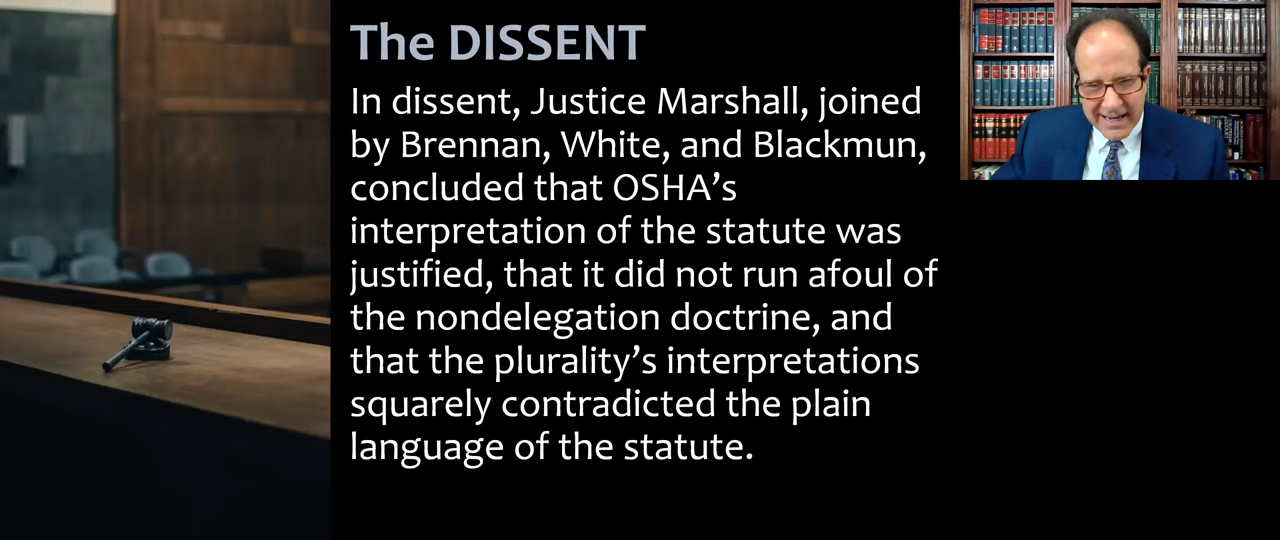 The DISSENT
In dissent, Justice Marshall, joined
by Brennan, White, and Blackmun,
concluded that OSHA’s
interpretation of the statute was
justified, that it did not run afoul of
the nondelegation doctrine, and
that the plurality’s interpretations
squarely contradicted the plain
language of the statute.